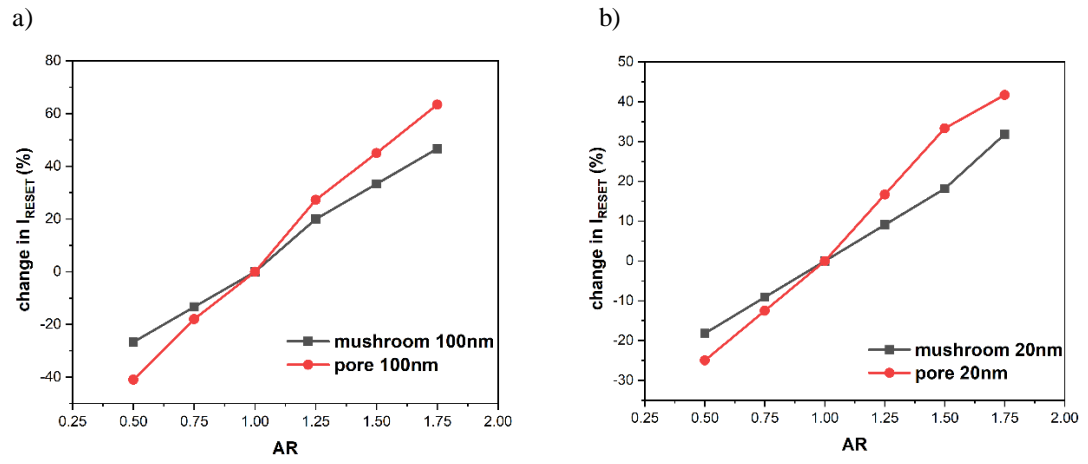 a)
80
60
40
20
0
-20
-40
change in IRESET (%)
mushroom 100nm
pore 100nm
0.25 0.50 0.75 1.00 1.25 1.50 1.75 2.00
AR
b)
50
40
30
20
10
0
-10
-20
-30
change in IRESET (%)
mushroom 20nm
pore 20nm
0.25 0.50 0.75 1.00 1.25 1.50 1.75 2.00
AR